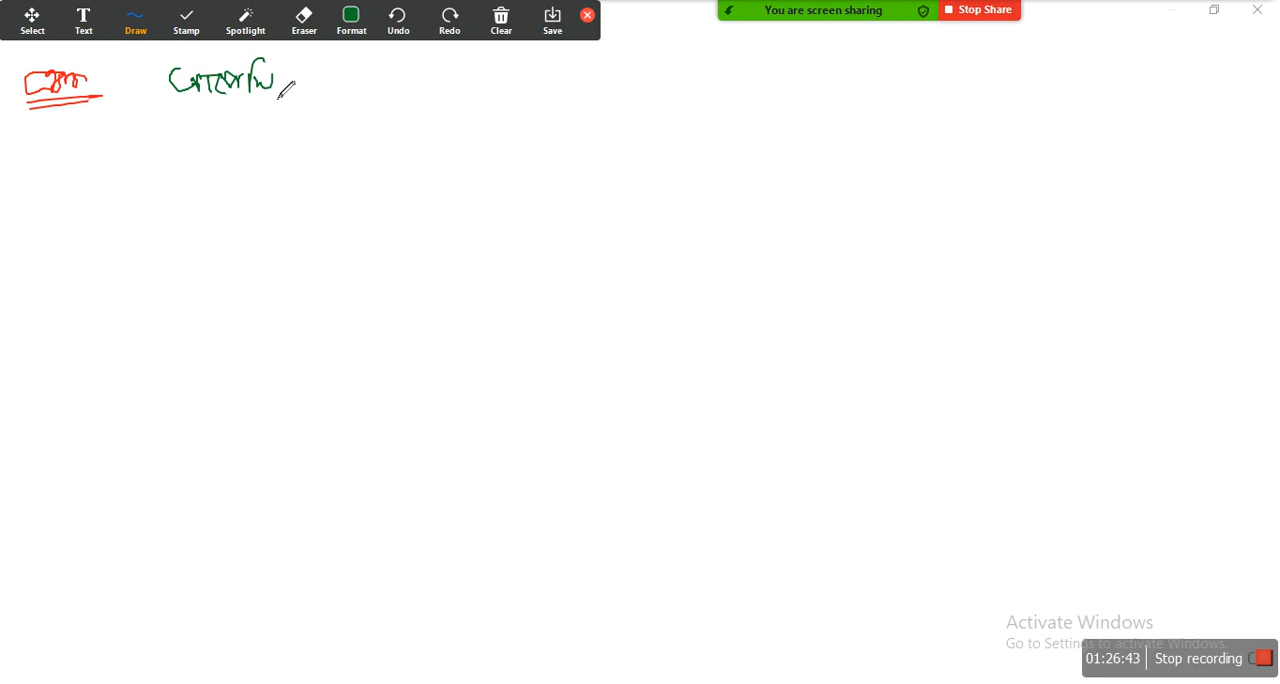 Select Text Draw Stamp Spotlight Eraser Format Undo Redo Clear Save
You are screen sharing Stop Share
Activate Windows
Go to Settings to activate Windows.
01:26:43 Stop recording